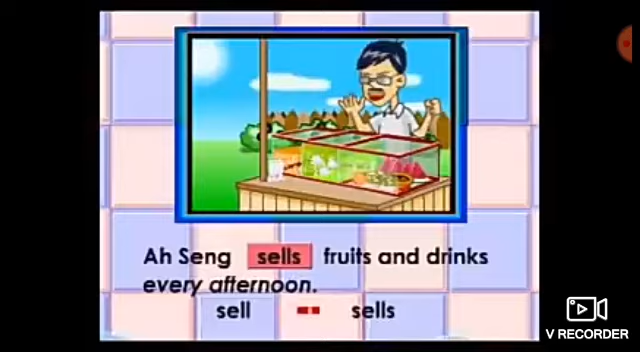 Ah Seng sells fruits and drinks
every afternoon.
sell -- sells
V RECORDER